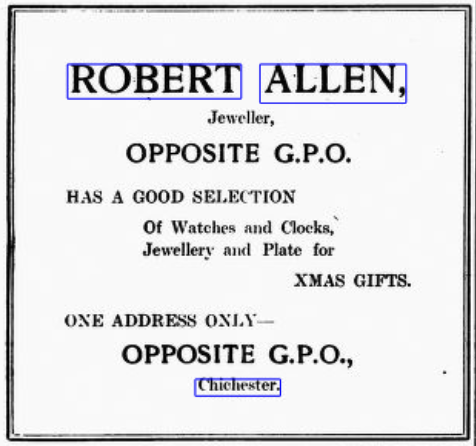 ROBERT ALLEN,
Jeweller,
OPPOSITE G.P.O.
HAS A GOOD SELECTION
Of Watches and Clocks,
Jewellery and Plate for
XMAS GIFTS.
ONE ADDRESS ONLY—
OPPOSITE G.P.O.,
Chichester.